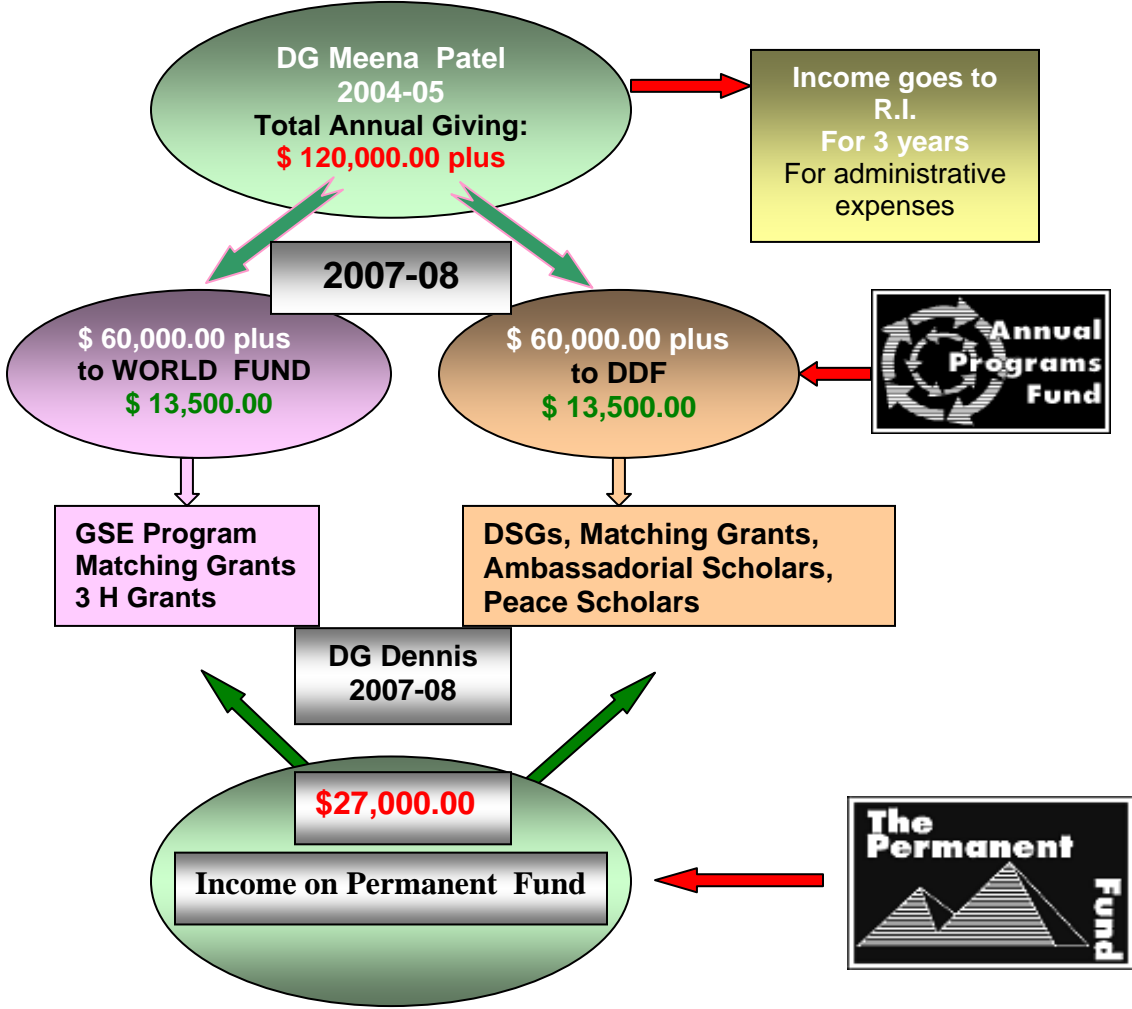 DG Meena Patel
2004-05
Total Annual Giving:
$ 120,000.00 plus
Income goes to
R.I.
For 3 years
For administrative
expenses
2007-08
$ 60,000.00 plus
to WORLD FUND
$ 13,500.00
$ 60,000.00 plus
to DDF
$ 13,500.00
Annual
Programs
Fund
GSE Program
Matching Grants
3 H Grants
DSGs, Matching Grants,
Ambassadorial Scholars,
Peace Scholars
DG Dennis
2007-08
$27,000.00
Income on Permanent Fund
The
Permanent
Fund